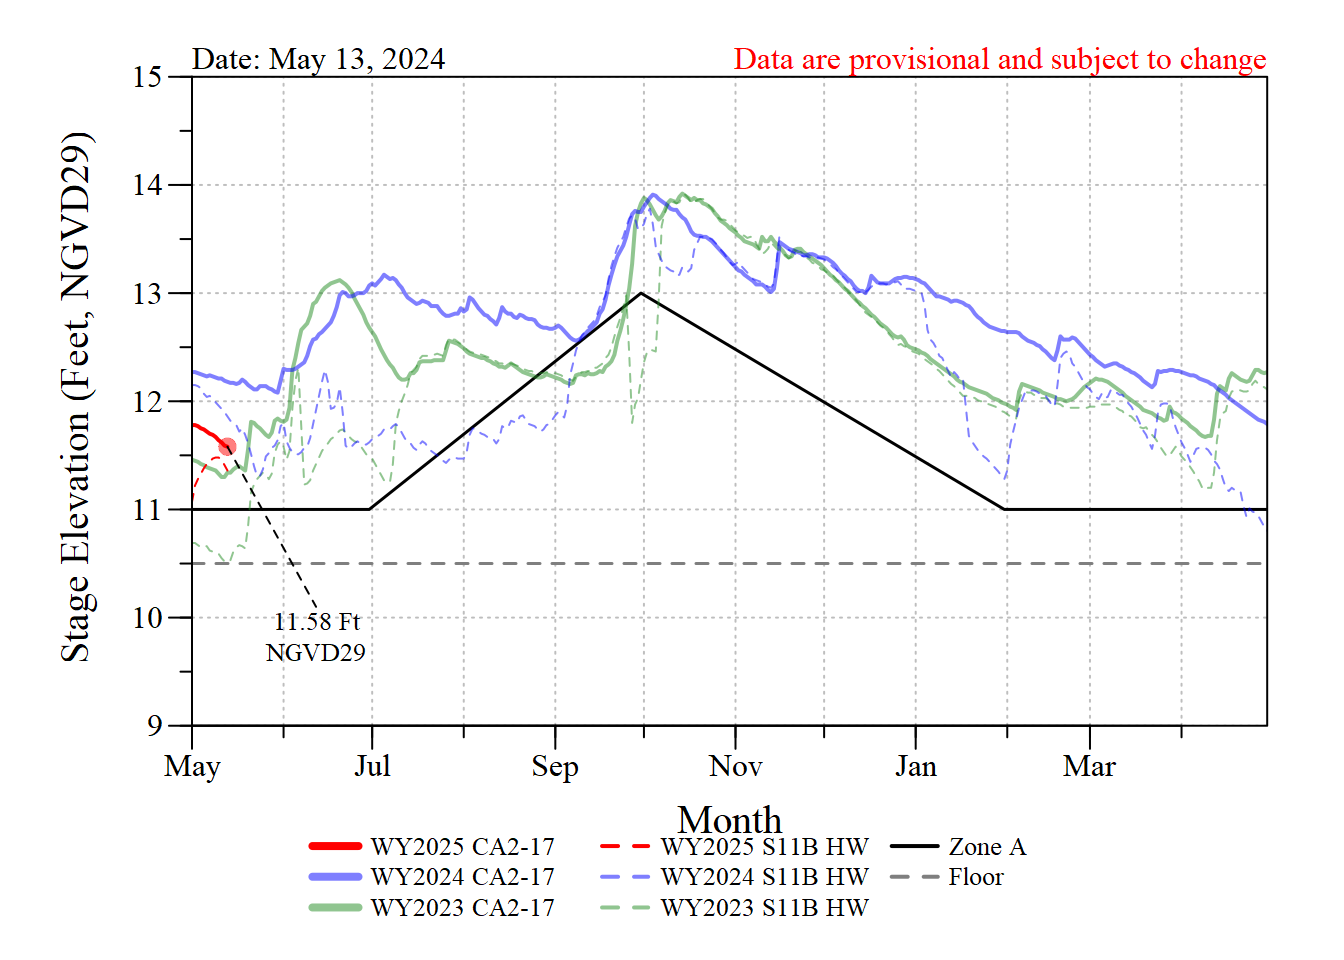 Date: May 13, 2024
Data are provisional and subject to change
Stage Elevation (Feet, NGVD29)
15
14
13
12
11
10
9
11.58 Ft
NGVD29
May
Jul
Sep
Nov
Jan
Mar
Month
WY2025 CA2-17
WY2025 S11B HW
Zone A
WY2024 CA2-17
WY2024 S11B HW
Floor
WY2023 CA2-17
WY2023 S11B HW